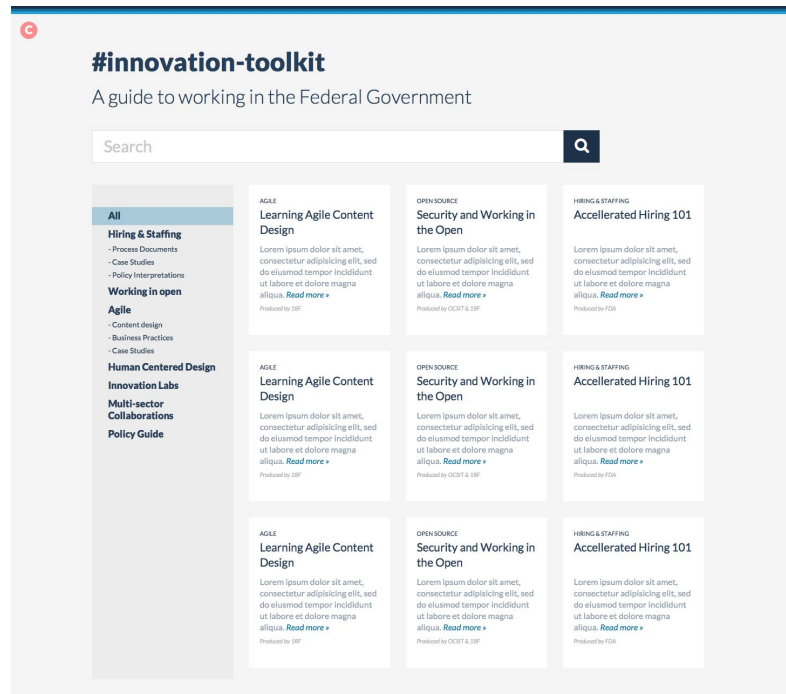 C
#innovation-toolkit
A guide to working in the Federal Government
Search
All
Hiring & Staffing
- Process Documents
- Case Studies
- Policy Interpretations
Working in open
Agile
- Content design
- Business Practices
- Case Studies
Human Centered Design
Innovation Labs
Multi-sector
Collaborations
Policy Guide
AGILE
Learning Agile Content
Design
Lorem ipsum dolor sit amet,
consectetur adipisicing elit, sed
do eiusmod tempor incididunt
ut labore et dolore magna
aliqua. Read more »
Produced by 18F
OPEN SOURCE
Security and Working in
the Open
Lorem ipsum dolor sit amet,
consectetur adipisicing elit, sed
do eiusmod tempor incididunt
ut labore et dolore magna
aliqua. Read more »
Produced by OCSIT & 18F
HIRING & STAFFING
Accellerated Hiring 101
Lorem ipsum dolor sit amet,
consectetur adipisicing elit, sed
do eiusmod tempor incididunt
ut labore et dolore magna
aliqua. Read more »
Produced by FDA
AGILE
Learning Agile Content
Design
Lorem ipsum dolor sit amet,
consectetur adipisicing elit, sed
do eiusmod tempor incididunt
ut labore et dolore magna
aliqua. Read more »
Produced by 18F
OPEN SOURCE
Security and Working in
the Open
Lorem ipsum dolor sit amet,
consectetur adipisicing elit, sed
do eiusmod tempor incididunt
ut labore et dolore magna
aliqua. Read more »
Produced by OCSIT & 18F
HIRING & STAFFING
Accellerated Hiring 101
Lorem ipsum dolor sit amet,
consectetur adipisicing elit, sed
do eiusmod tempor incididunt
ut labore et dolore magna
aliqua. Read more »
Produced by FDA
AGILE
Learning Agile Content
Design
Lorem ipsum dolor sit amet,
consectetur adipisicing elit, sed
do eiusmod tempor incididunt
ut labore et dolore magna
aliqua. Read more »
Produced by 18F
OPEN SOURCE
Security and Working in
the Open
Lorem ipsum dolor sit amet,
consectetur adipisicing elit, sed
do eiusmod tempor incididunt
ut labore et dolore magna
aliqua. Read more »
Produced by OCSIT & 18F
HIRING & STAFFING
Accellerated Hiring 101
Lorem ipsum dolor sit amet,
consectetur adipisicing elit, sed
do eiusmod tempor incididunt
ut labore et dolore magna
aliqua. Read more »
Produced by FDA